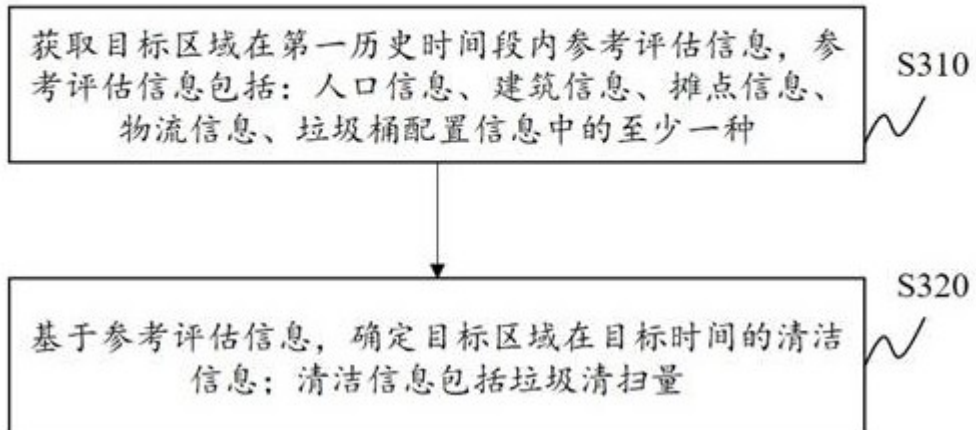 获取目标区域在第一历史时间段内参考评估信息，参
考评估信息包括：人口信息、建筑信息、摊点信息、
物流信息、垃圾桶配置信息中的至少一种
S310
基于参考评估信息，确定目标区域在目标时间的清洁
信息；清洁信息包括垃圾清扫量
S320